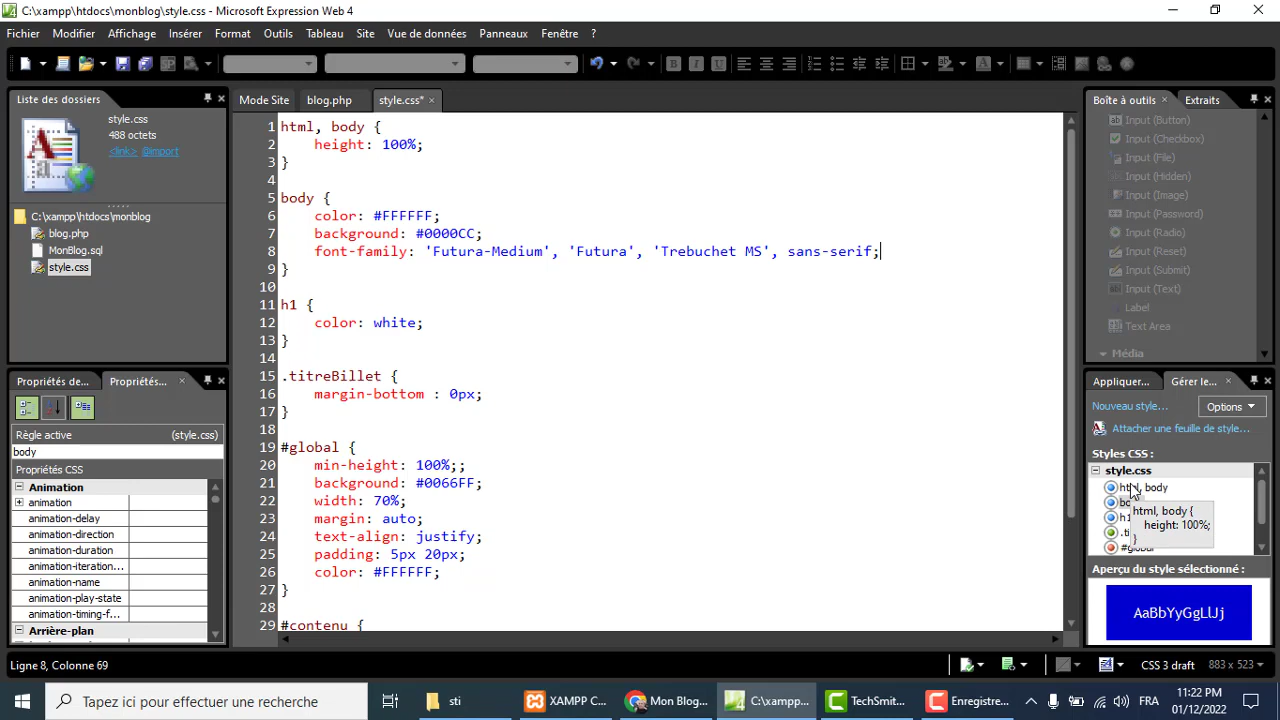 C:\xampp\htdocs\monblog\style.css - Microsoft Expression Web 4
Fichier Modifier Affichage Insérer Format Outils Tableau Site Vue de données Panneaux Fenêtre ?
Liste des dossiers
style.css
488 octets
<link> @import
C:\xampp\htdocs\monblog
blog.php
MonBlog.sql
style.css
Propriétés de... Propriétés...
Règle active (style.css)
body
Propriétés CSS
Animation
animation
animation-delay
animation-direction
animation-duration
animation-iteration...
animation-name
animation-play-state
animation-timing-f...
Arrière-plan
Mode Site blog.php style.css*
1 html, body {
2 height: 100%;
3 }
4
5 body {
6 color: #FFFFFF;
7 background: #0000CC;
8 font-family: 'Futura-Medium', 'Futura', 'Trebuchet MS', sans-serif;
9 }
10
11 h1 {
12 color: white;
13 }
14
15 .titreBillet {
16 margin-bottom : 0px;
17 }
18
19 #global {
20 min-height: 100%;;
21 background: #0066FF;
22 width: 70%;
23 margin: auto;
24 text-align: justify;
25 padding: 5px 20px;
26 color: #FFFFFF;
27 }
28
29 #contenu {
Boîte à outils Extraits
Input (Button)
Input (Checkbox)
Input (File)
Input (Hidden)
Input (Image)
Input (Password)
Input (Radio)
Input (Reset)
Input (Submit)
Input (Text)
Label
Text Area
Média
Appliquer... Gérer le...
Nouveau style... Options
Attacher une feuille de style...
Styles CSS :
style.css
html, body
html, body {
height: 100%;
}
h1
#global
Aperçu du style sélectionné :
AaBbYyGgLlJj
Ligne 8, Colonne 69 CSS 3 draft 883 x 523
Tapez ici pour effectuer une recherche sti XAMPP C... Mon Blog... C:\xampp... TechSmit... Enregistre... FRA 11:22 PM
01/12/2022